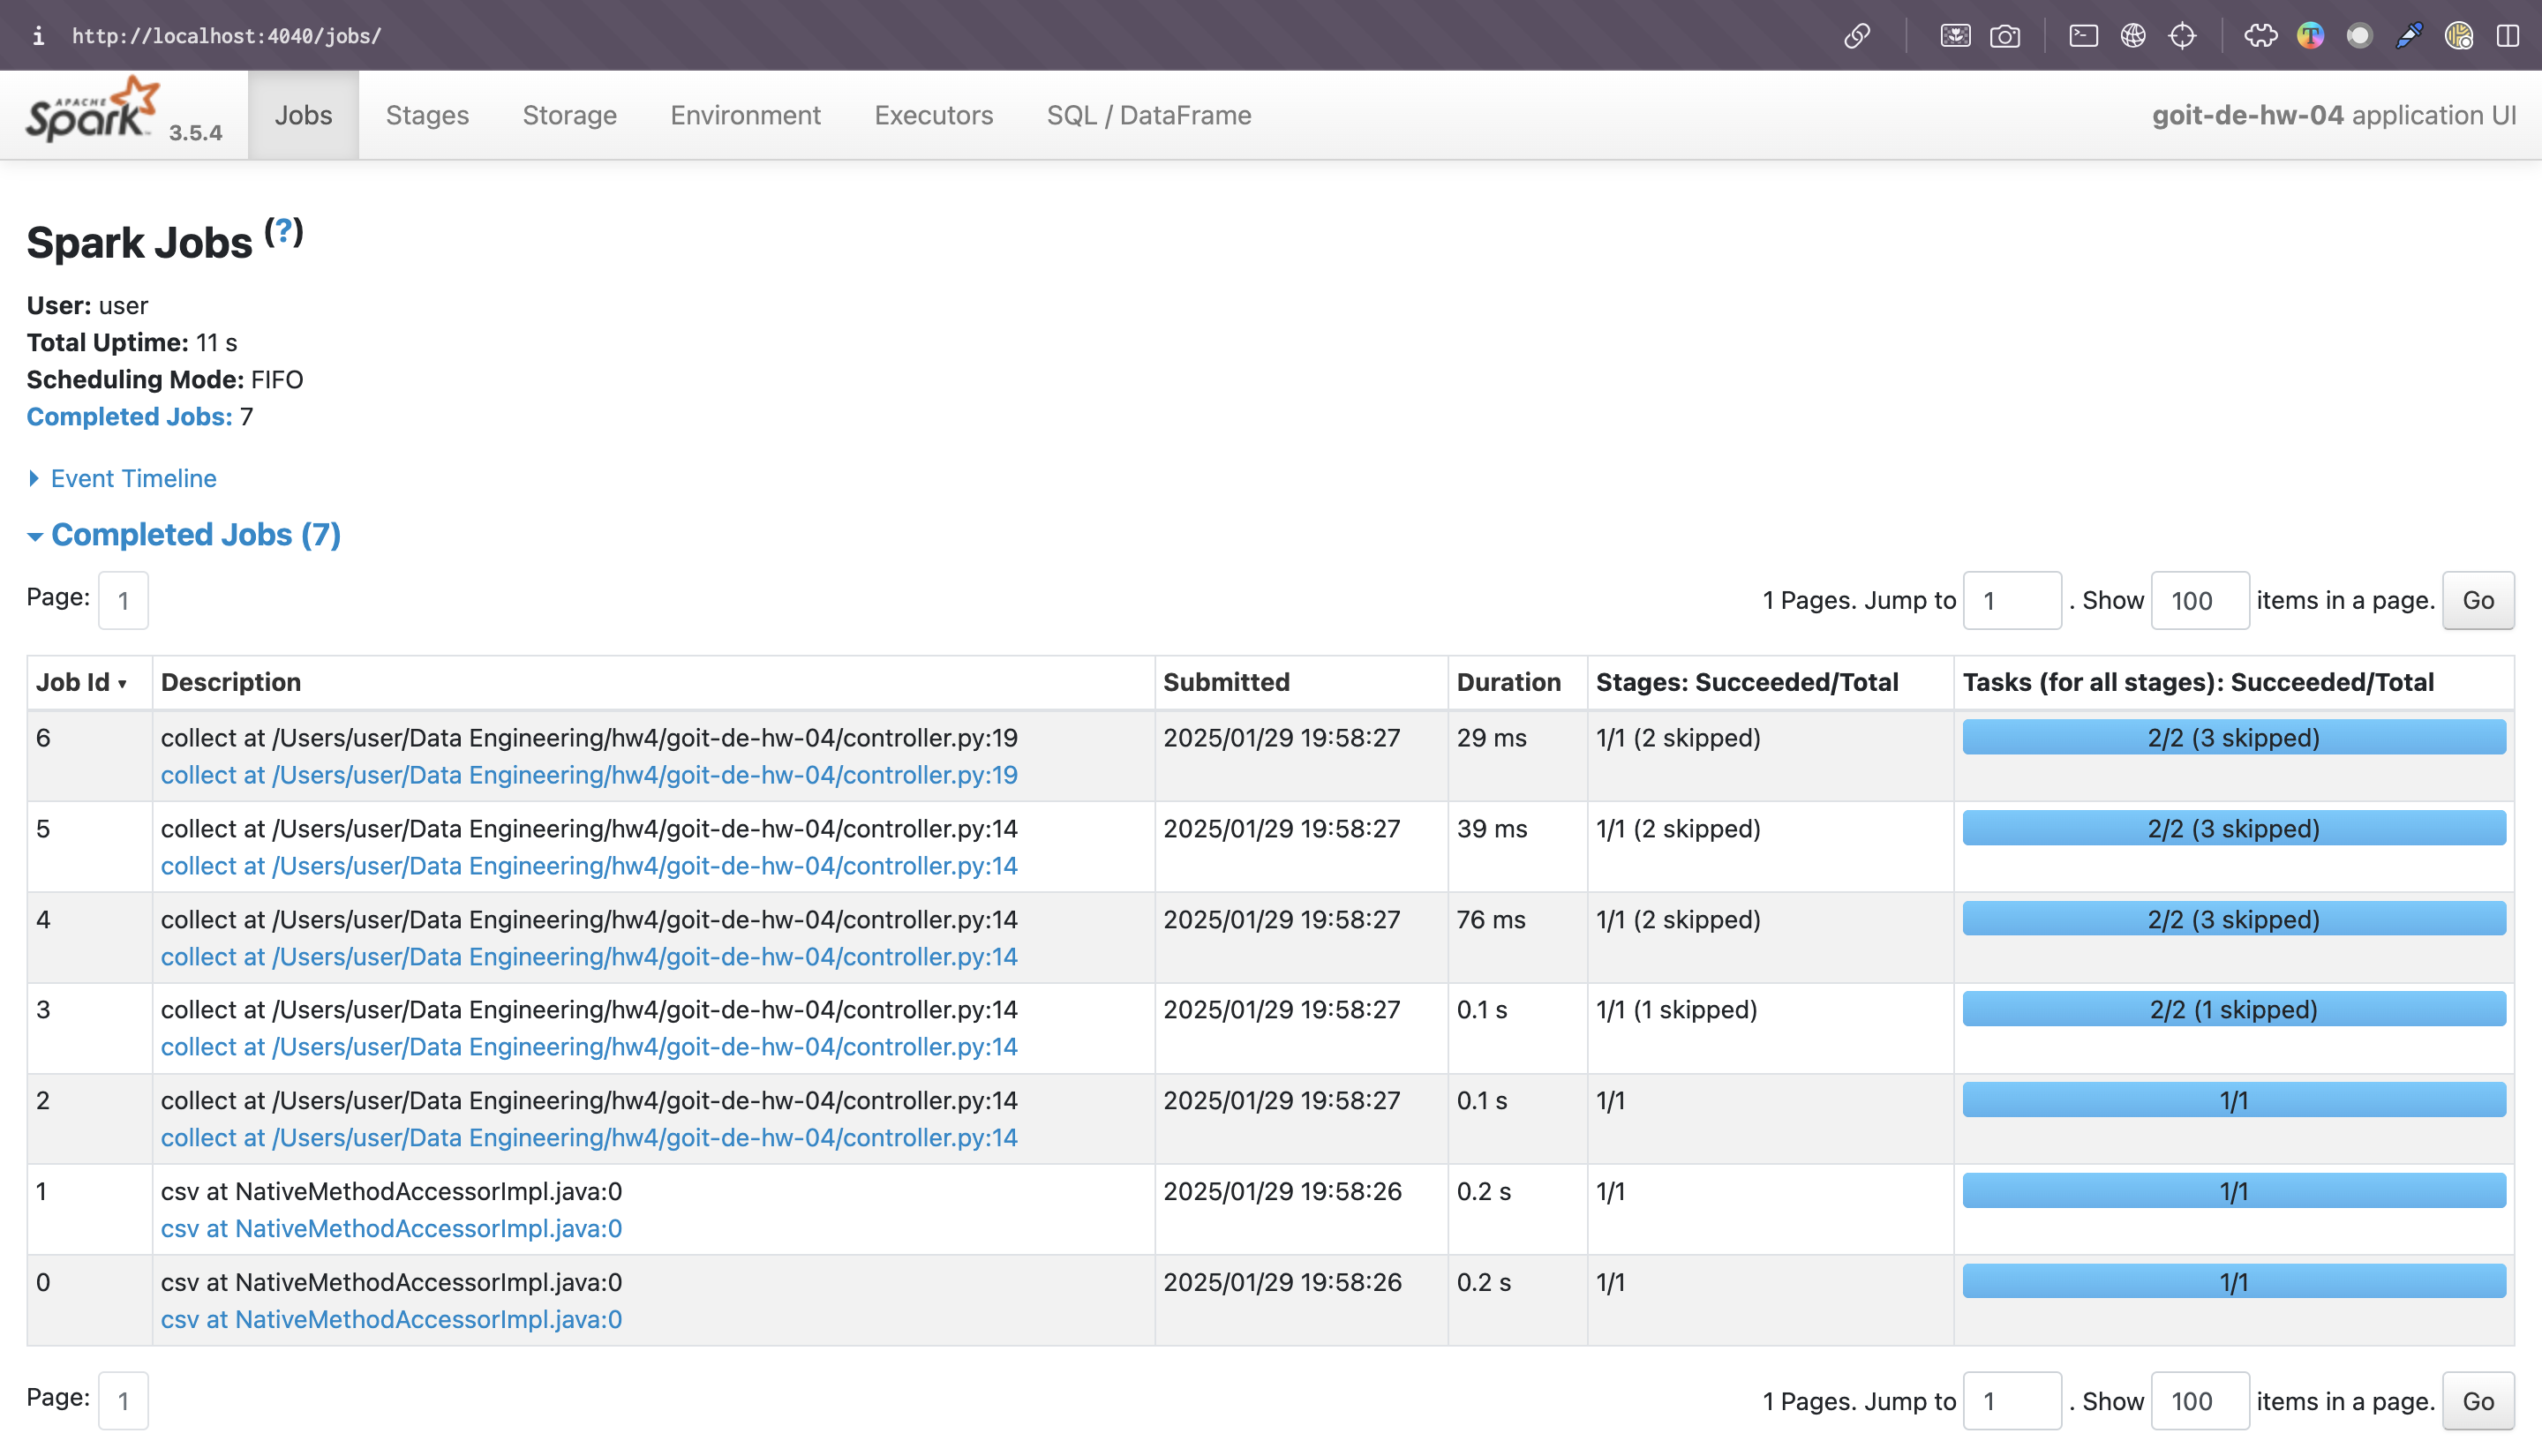 i http://localhost:4040/jobs/
APACHE Spark™ 3.5.4 Jobs Stages Storage Environment Executors SQL / DataFrame goit-de-hw-04 application UI
Spark Jobs (?)
User: user
Total Uptime: 11 s
Scheduling Mode: FIFO
Completed Jobs: 7
Event Timeline
Completed Jobs (7)
Page: 1 1 Pages. Jump to 1 . Show 100 items in a page. Go
Job Id ▾ Description Submitted Duration Stages: Succeeded/Total Tasks (for all stages): Succeeded/Total
6 collect at /Users/user/Data Engineering/hw4/goit-de-hw-04/controller.py:19 2025/01/29 19:58:27 29 ms 1/1 (2 skipped) 2/2 (3 skipped)
collect at /Users/user/Data Engineering/hw4/goit-de-hw-04/controller.py:19
5 collect at /Users/user/Data Engineering/hw4/goit-de-hw-04/controller.py:14 2025/01/29 19:58:27 39 ms 1/1 (2 skipped) 2/2 (3 skipped)
collect at /Users/user/Data Engineering/hw4/goit-de-hw-04/controller.py:14
4 collect at /Users/user/Data Engineering/hw4/goit-de-hw-04/controller.py:14 2025/01/29 19:58:27 76 ms 1/1 (2 skipped) 2/2 (3 skipped)
collect at /Users/user/Data Engineering/hw4/goit-de-hw-04/controller.py:14
3 collect at /Users/user/Data Engineering/hw4/goit-de-hw-04/controller.py:14 2025/01/29 19:58:27 0.1 s 1/1 (1 skipped) 2/2 (1 skipped)
collect at /Users/user/Data Engineering/hw4/goit-de-hw-04/controller.py:14
2 collect at /Users/user/Data Engineering/hw4/goit-de-hw-04/controller.py:14 2025/01/29 19:58:27 0.1 s 1/1 1/1
collect at /Users/user/Data Engineering/hw4/goit-de-hw-04/controller.py:14
1 csv at NativeMethodAccessorImpl.java:0 2025/01/29 19:58:26 0.2 s 1/1 1/1
csv at NativeMethodAccessorImpl.java:0
0 csv at NativeMethodAccessorImpl.java:0 2025/01/29 19:58:26 0.2 s 1/1 1/1
csv at NativeMethodAccessorImpl.java:0
Page: 1 1 Pages. Jump to 1 . Show 100 items in a page. Go